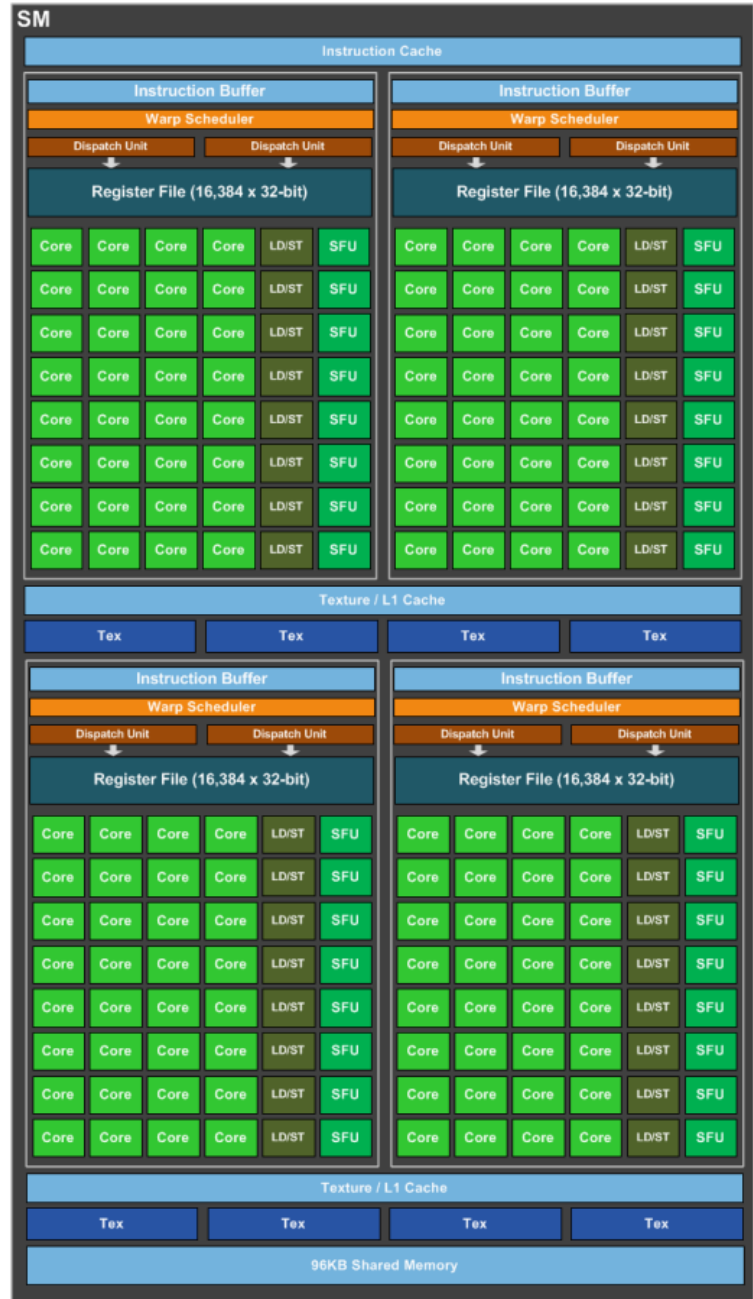 SM
Instruction Cache
Instruction Buffer Instruction Buffer
Warp Scheduler Warp Scheduler
Dispatch Unit Dispatch Unit Dispatch Unit Dispatch Unit
Register File (16,384 x 32-bit) Register File (16,384 x 32-bit)
Core Core Core Core LD/ST SFU Core Core Core Core LD/ST SFU
Core Core Core Core LD/ST SFU Core Core Core Core LD/ST SFU
Core Core Core Core LD/ST SFU Core Core Core Core LD/ST SFU
Core Core Core Core LD/ST SFU Core Core Core Core LD/ST SFU
Core Core Core Core LD/ST SFU Core Core Core Core LD/ST SFU
Core Core Core Core LD/ST SFU Core Core Core Core LD/ST SFU
Core Core Core Core LD/ST SFU Core Core Core Core LD/ST SFU
Core Core Core Core LD/ST SFU Core Core Core Core LD/ST SFU
Texture / L1 Cache
Tex Tex Tex Tex
Instruction Buffer Instruction Buffer
Warp Scheduler Warp Scheduler
Dispatch Unit Dispatch Unit Dispatch Unit Dispatch Unit
Register File (16,384 x 32-bit) Register File (16,384 x 32-bit)
Core Core Core Core LD/ST SFU Core Core Core Core LD/ST SFU
Core Core Core Core LD/ST SFU Core Core Core Core LD/ST SFU
Core Core Core Core LD/ST SFU Core Core Core Core LD/ST SFU
Core Core Core Core LD/ST SFU Core Core Core Core LD/ST SFU
Core Core Core Core LD/ST SFU Core Core Core Core LD/ST SFU
Core Core Core Core LD/ST SFU Core Core Core Core LD/ST SFU
Core Core Core Core LD/ST SFU Core Core Core Core LD/ST SFU
Core Core Core Core LD/ST SFU Core Core Core Core LD/ST SFU
Texture / L1 Cache
Tex Tex Tex Tex
96KB Shared Memory